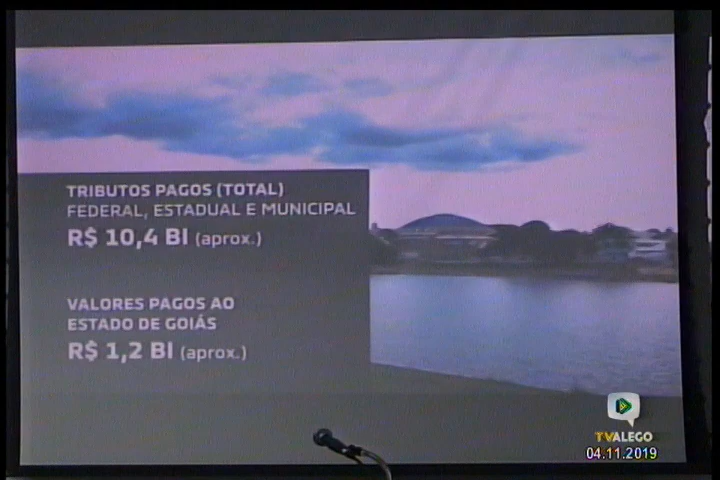 TRIBUTOS PAGOS (TOTAL)
FEDERAL, ESTADUAL E MUNICIPAL
R$ 10,4 BI (aprox.)
VALORES PAGOS AO
ESTADO DE GOIÁS
R$ 1,2 BI (aprox.)
TVALEGO
04.11.2019